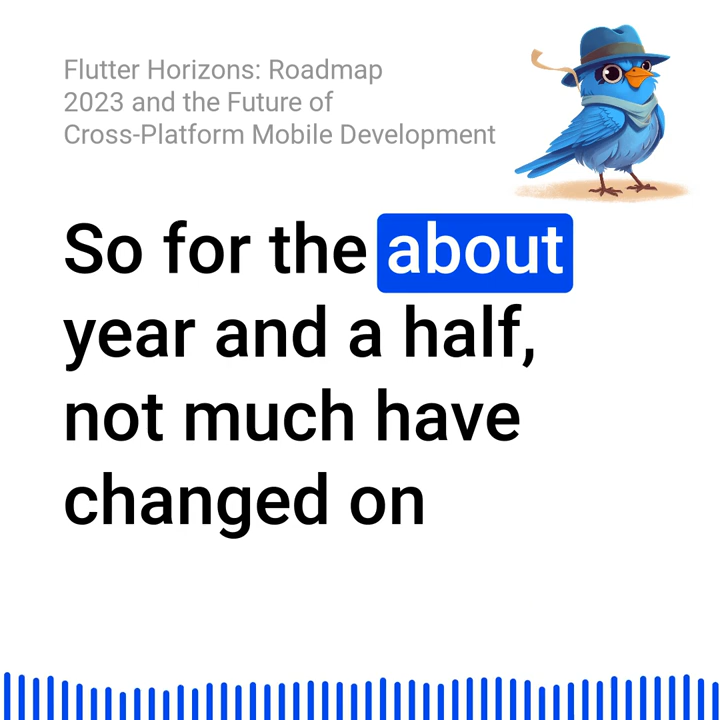 Flutter Horizons: Roadmap
2023 and the Future of
Cross-Platform Mobile Development
So for the about
year and a half,
not much have
changed on